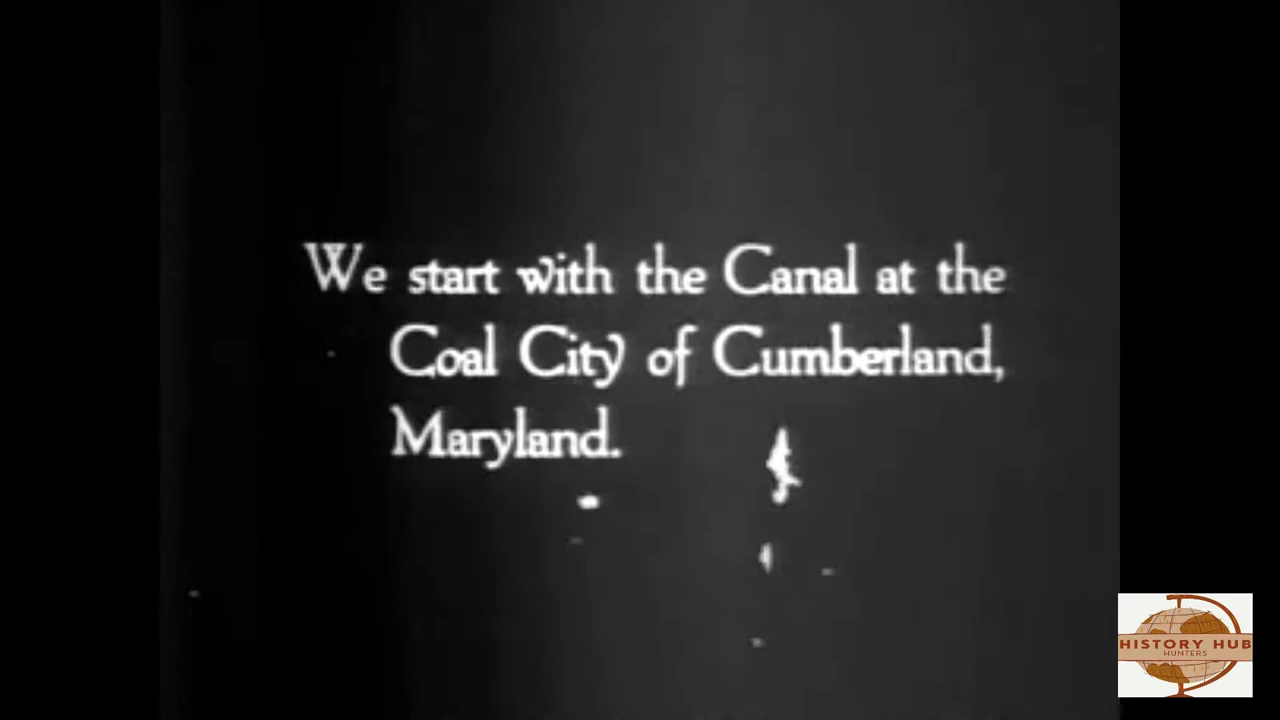 We start with the Canal at the
Coal City of Cumberland,
Maryland.
HISTORY HUB
HUNTERS